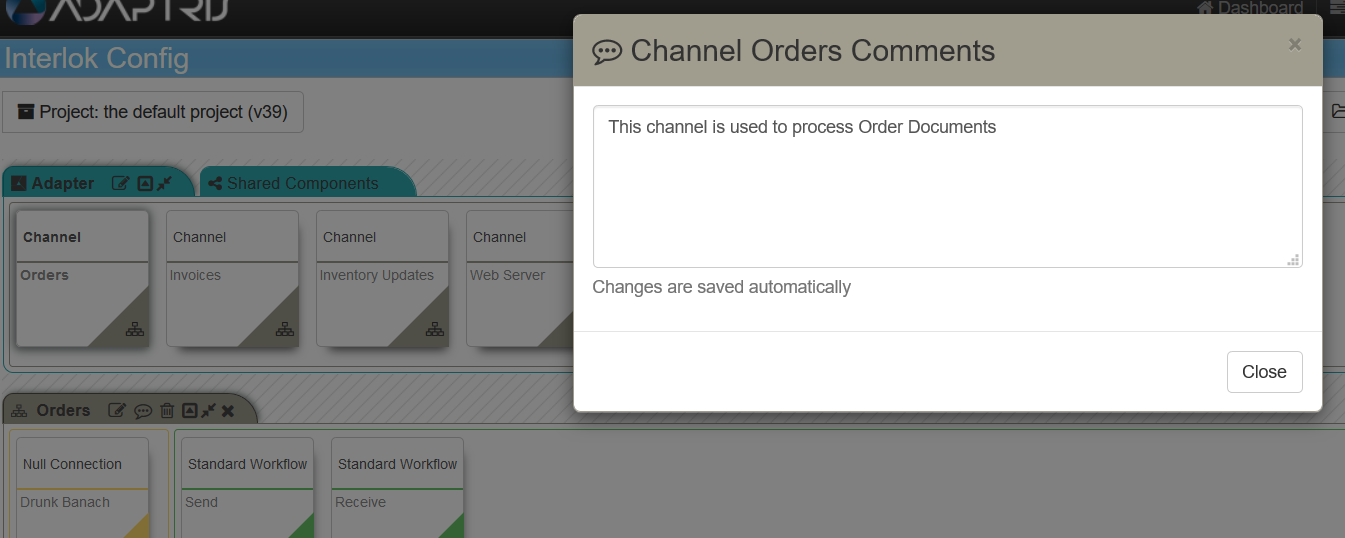 ADAPTRIS
Dashboard
Interlok Config
Channel Orders Comments
×
Project: the default project (v39)
This channel is used to process Order Documents
Changes are saved automatically
Close
Adapter
Shared Components
Channel
Orders
Channel
Invoices
Channel
Inventory Updates
Channel
Web Server
Orders
Null Connection
Drunk Banach
Standard Workflow
Send
Standard Workflow
Receive